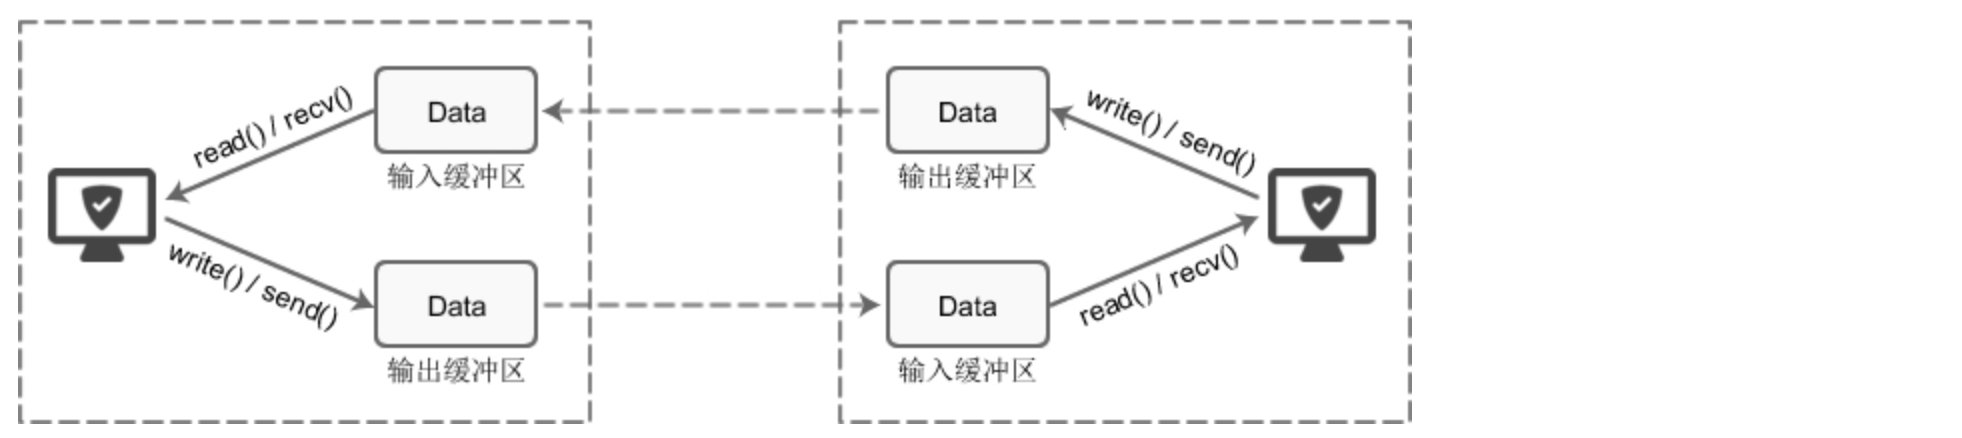 read() / recv()
Data
输入缓冲区
write() / send()
Data
输出缓冲区
Data
输出缓冲区
write() / send()
Data
输入缓冲区
read() / recv()